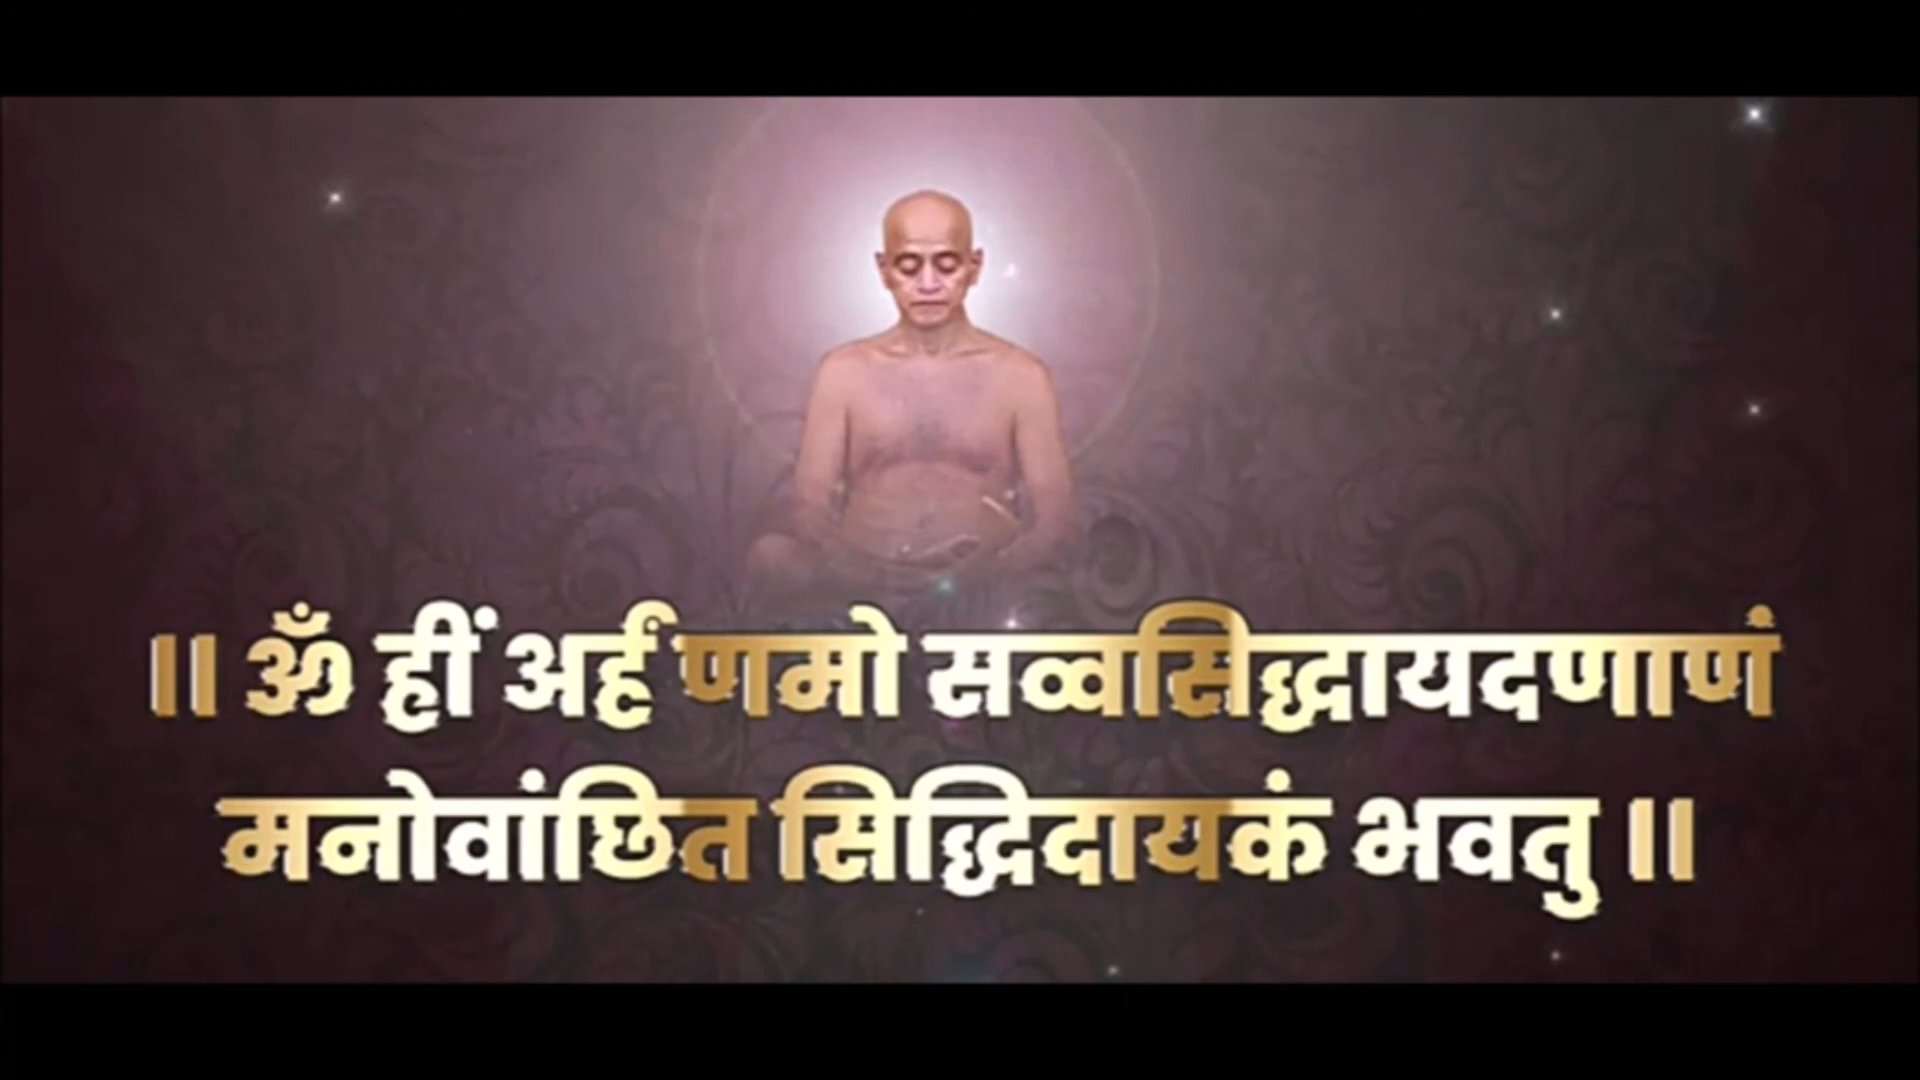 ॥ ॐ हीं अर्हं णमो सव्वसिद्धायदणाणं
मनोवांछित सिद्धिदायकं भवतु ॥